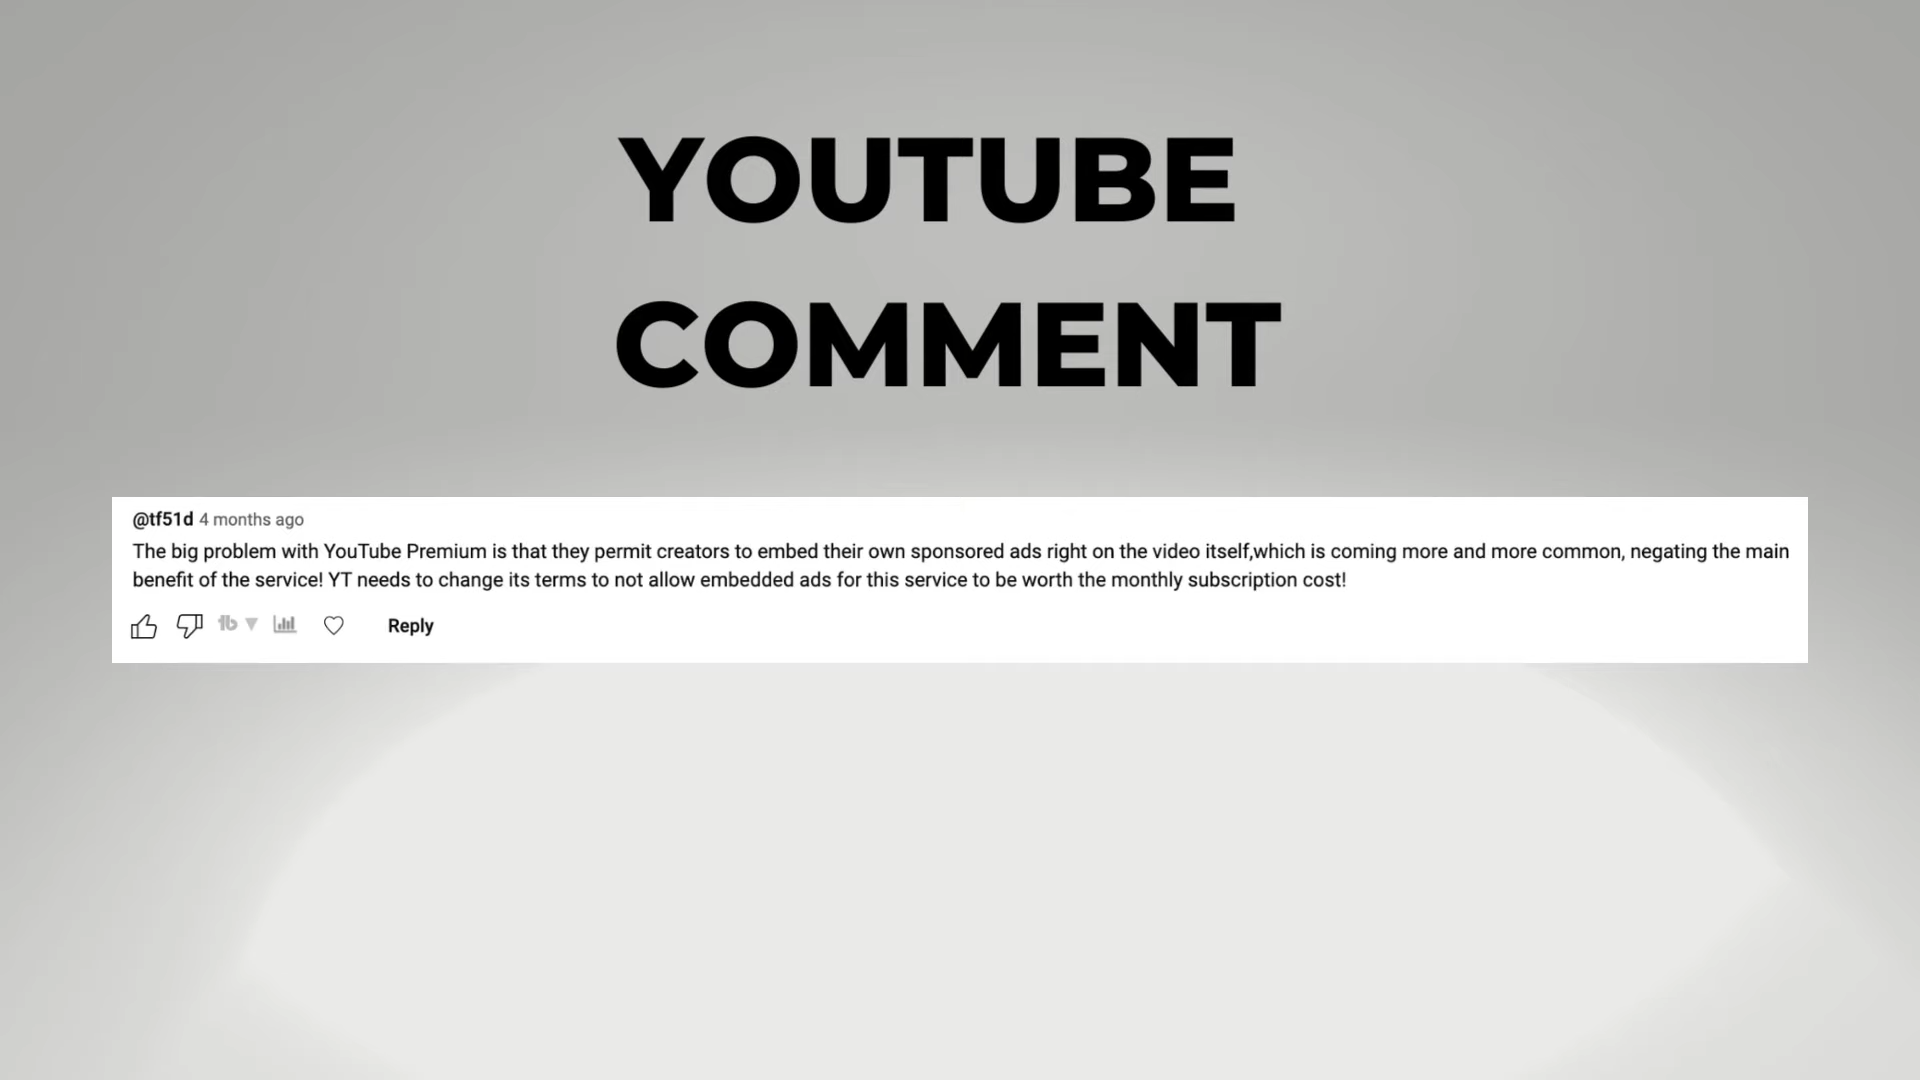 YOUTUBE
COMMENT
@tf51d 4 months ago
The big problem with YouTube Premium is that they permit creators to embed their own sponsored ads right on the video itself,which is coming more and more common, negating the main
benefit of the service! YT needs to change its terms to not allow embedded ads for this service to be worth the monthly subscription cost!
tb Reply